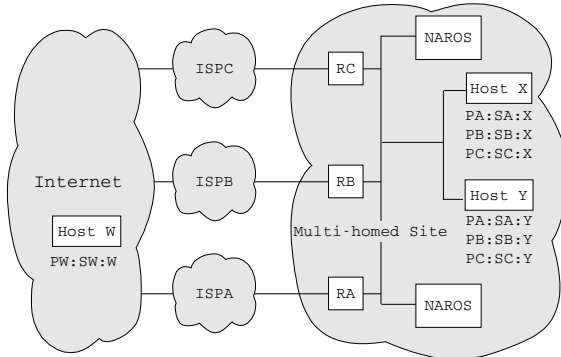 NAROS
ISPC
RC
Host X
PA:SA:X
PB:SB:X
PC:SC:X
Internet
ISPB
RB
Host Y
PA:SA:Y
PB:SB:Y
PC:SC:Y
Host W
PW:SW:W
Multi-homed Site
ISPA
RA
NAROS